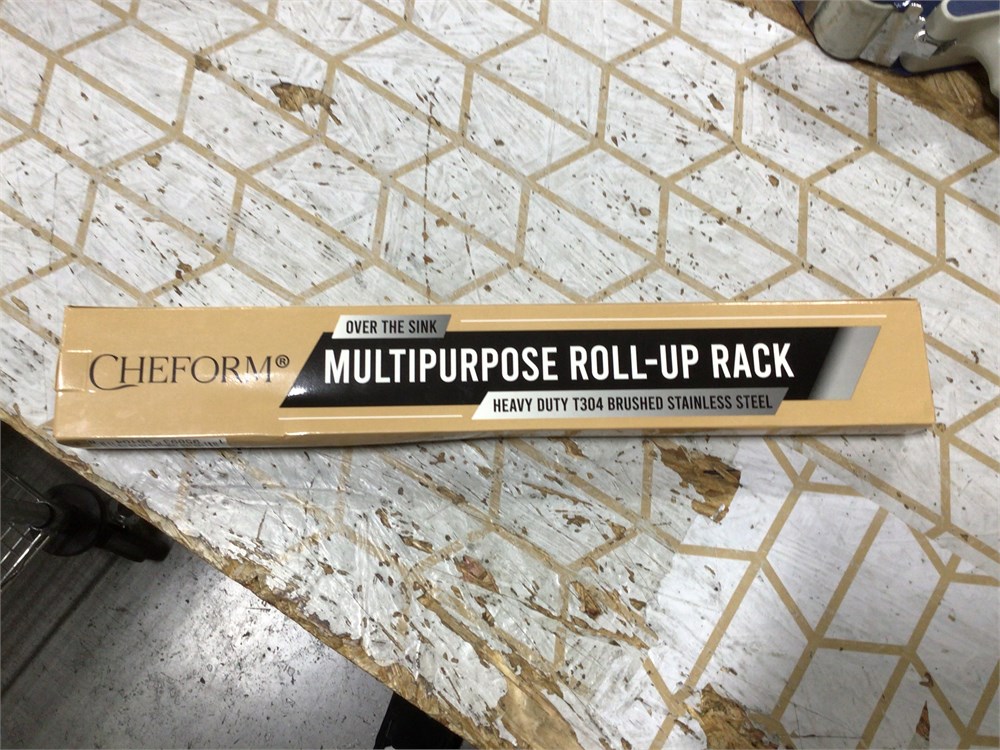 CHEFORM®
OVER THE SINK
MULTIPURPOSE ROLL-UP RACK
HEAVY DUTY T304 BRUSHED STAINLESS STEEL